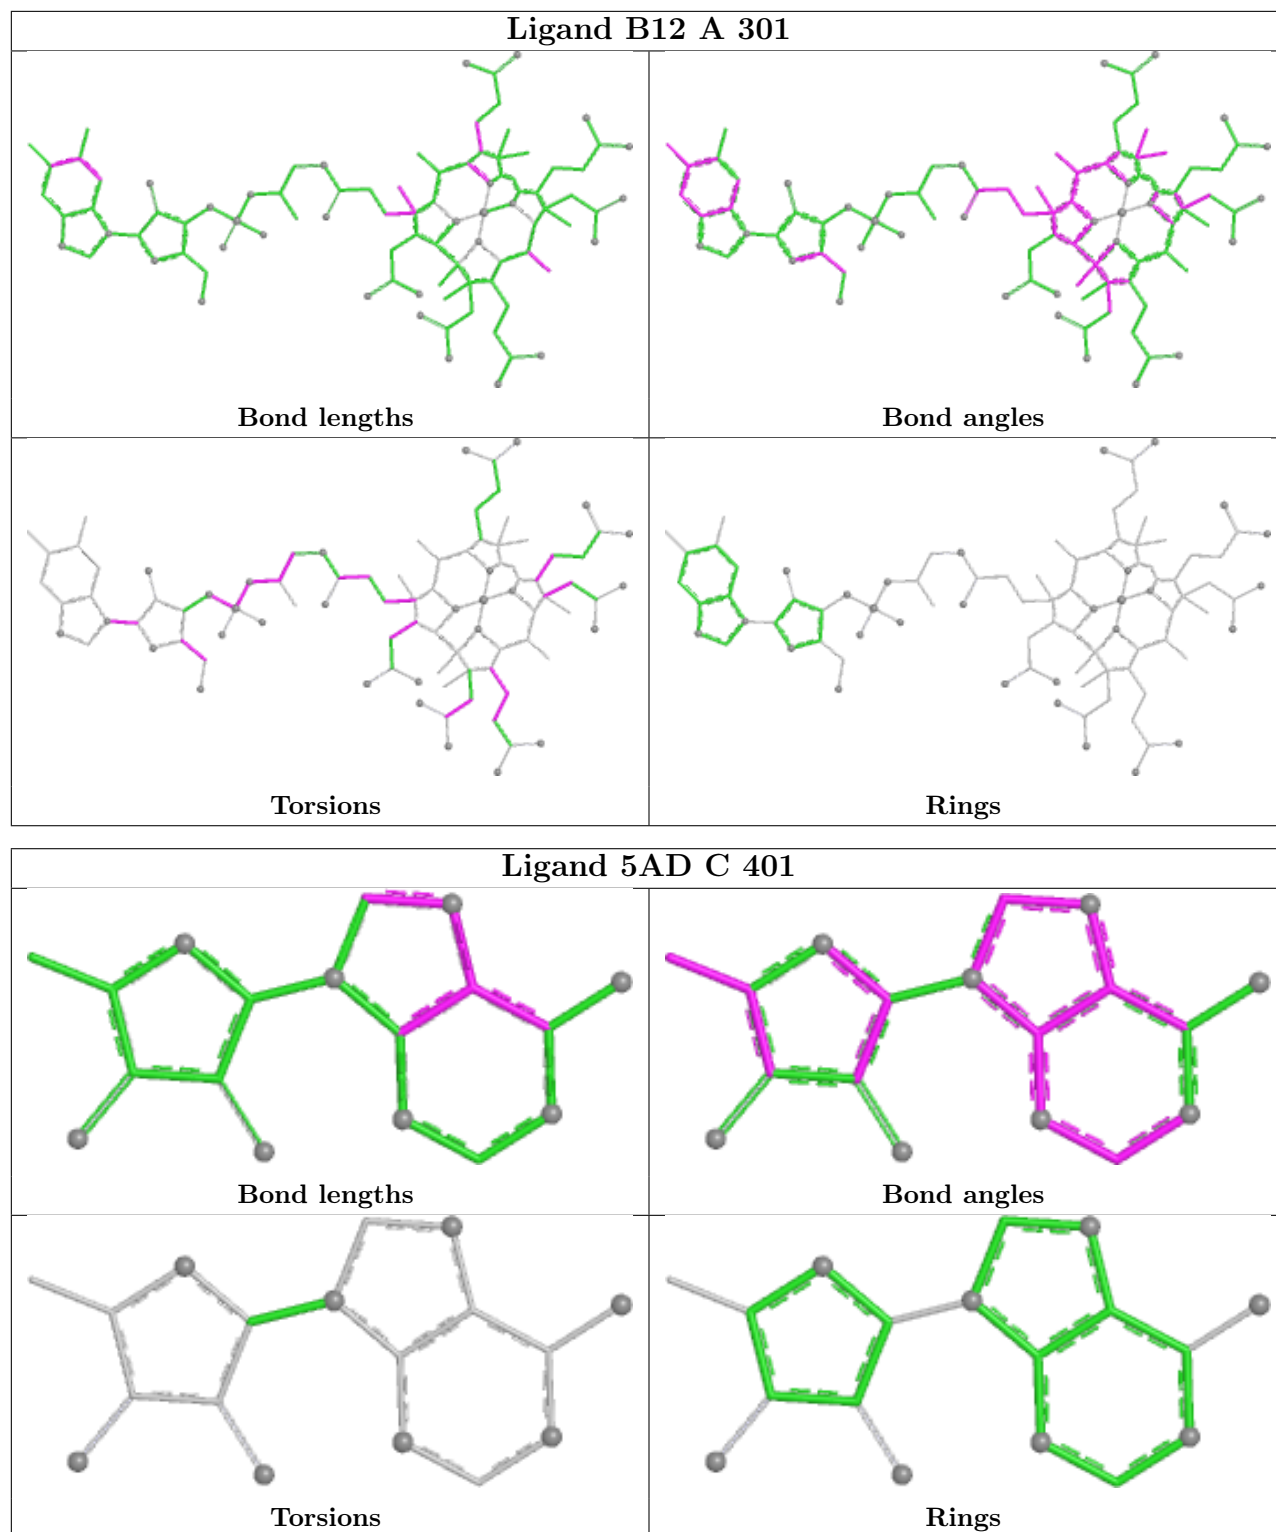 Ligand B12 A 301
Bond lengths
Bond angles
Torsions
Rings
Ligand 5AD C 401
Bond lengths
Bond angles
Torsions
Rings